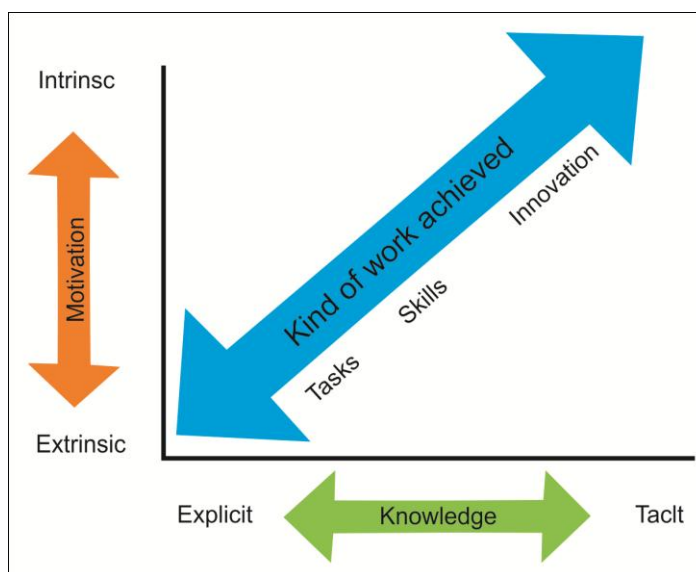 Intrinsc
Motivation
Extrinsic
Kind of work achieved
Innovation
Skills
Tasks
Explicit
Knowledge
TacIt